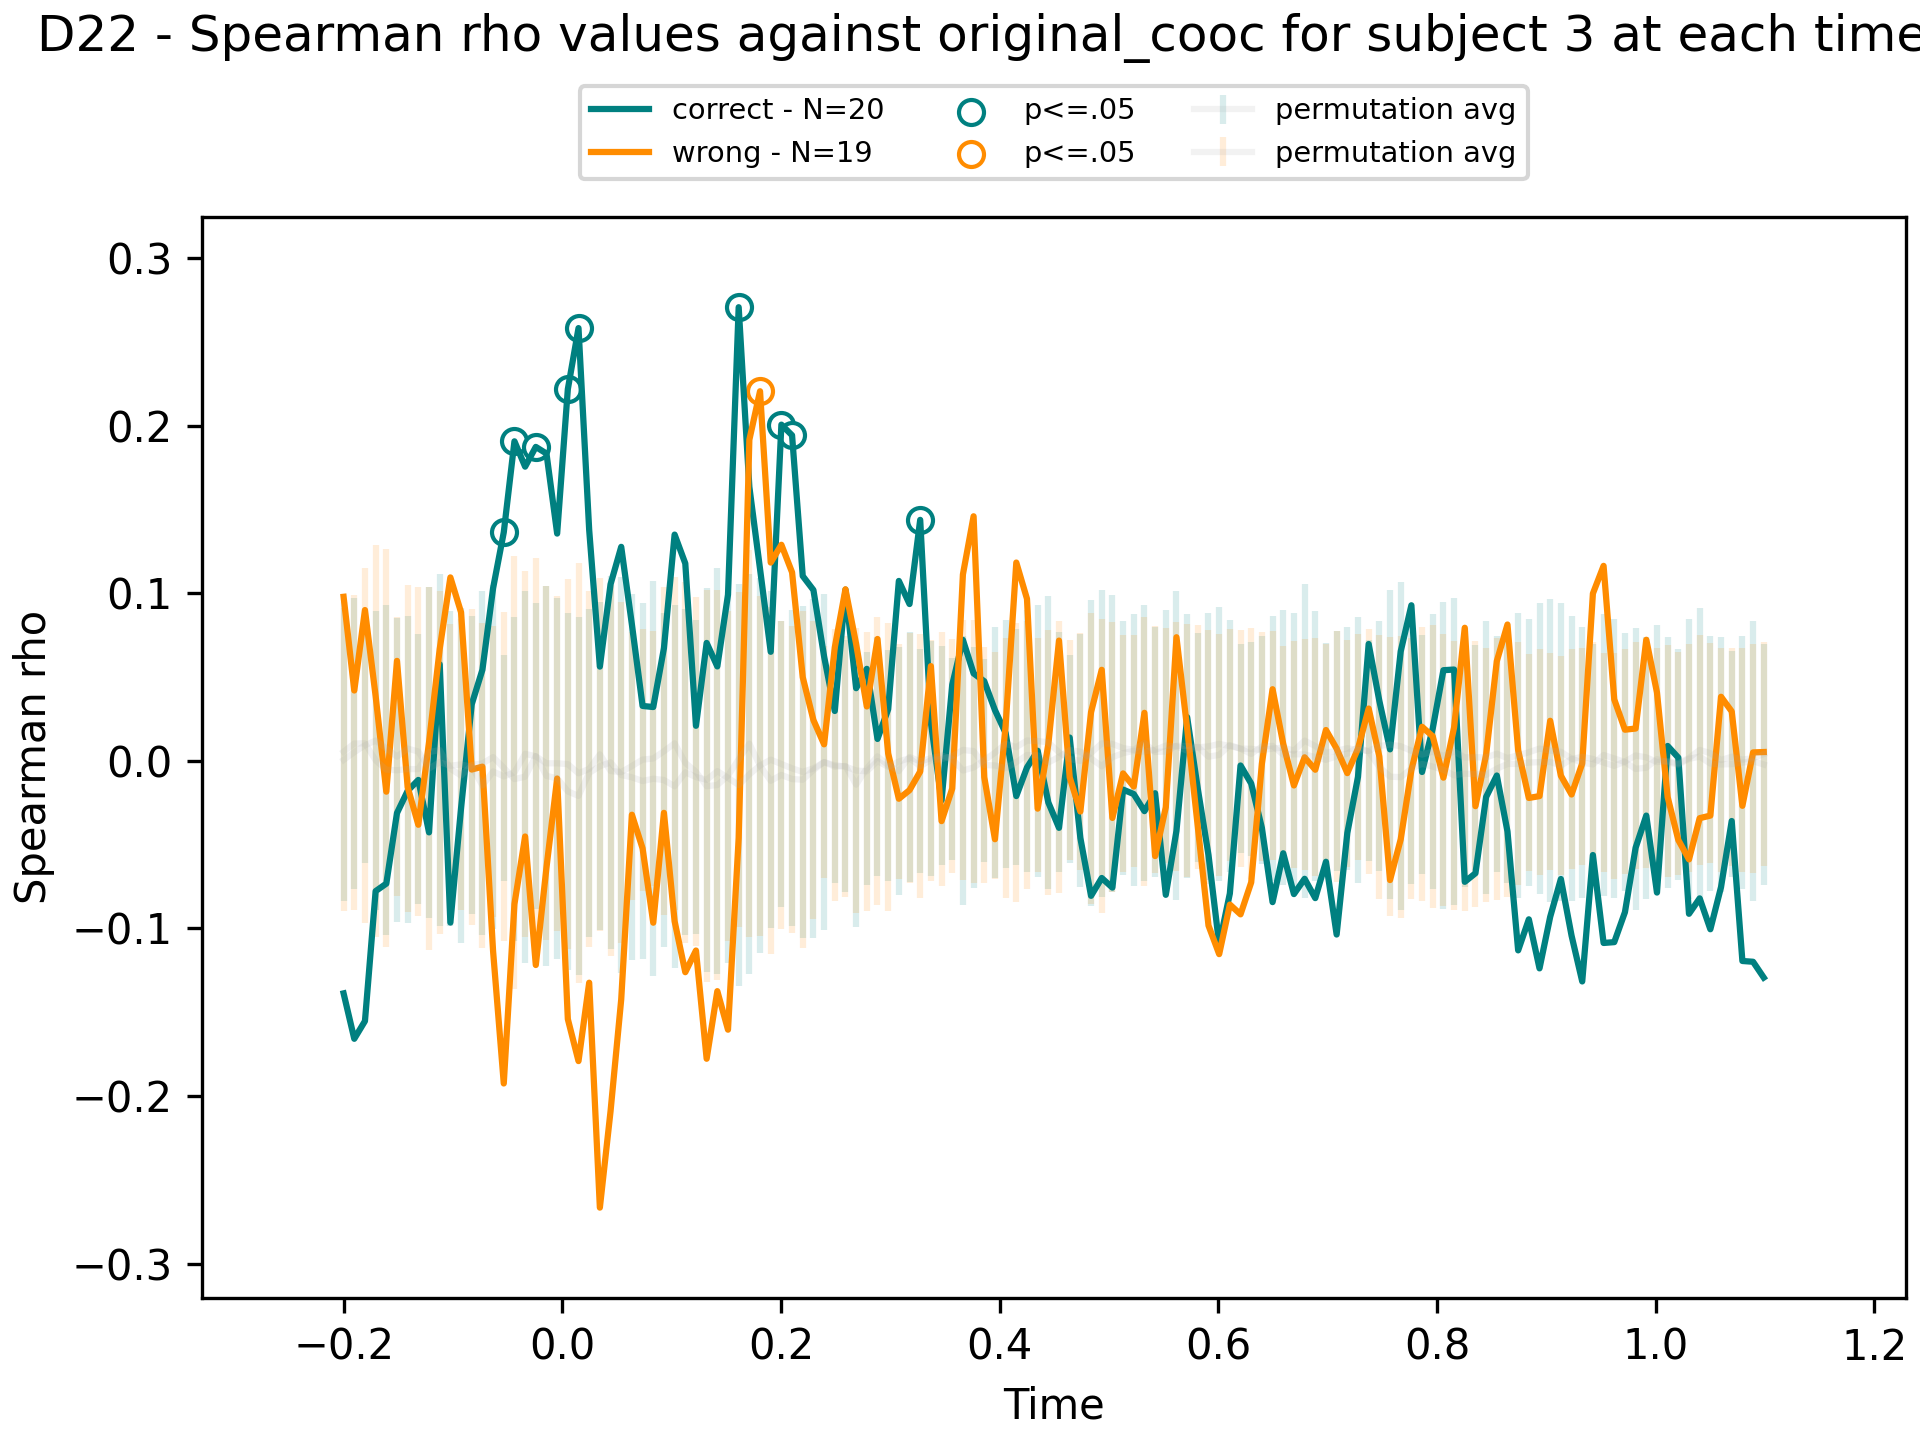 D22 - Spearman rho values against original_cooc for subject 3 at each time
correct - N=20
wrong - N=19
p<=.05
p<=.05
permutation avg
permutation avg
Spearman rho
0.3
0.2
0.1
0.0
−0.1
−0.2
−0.3
−0.2 0.0 0.2 0.4 0.6 0.8 1.0 1.2
Time